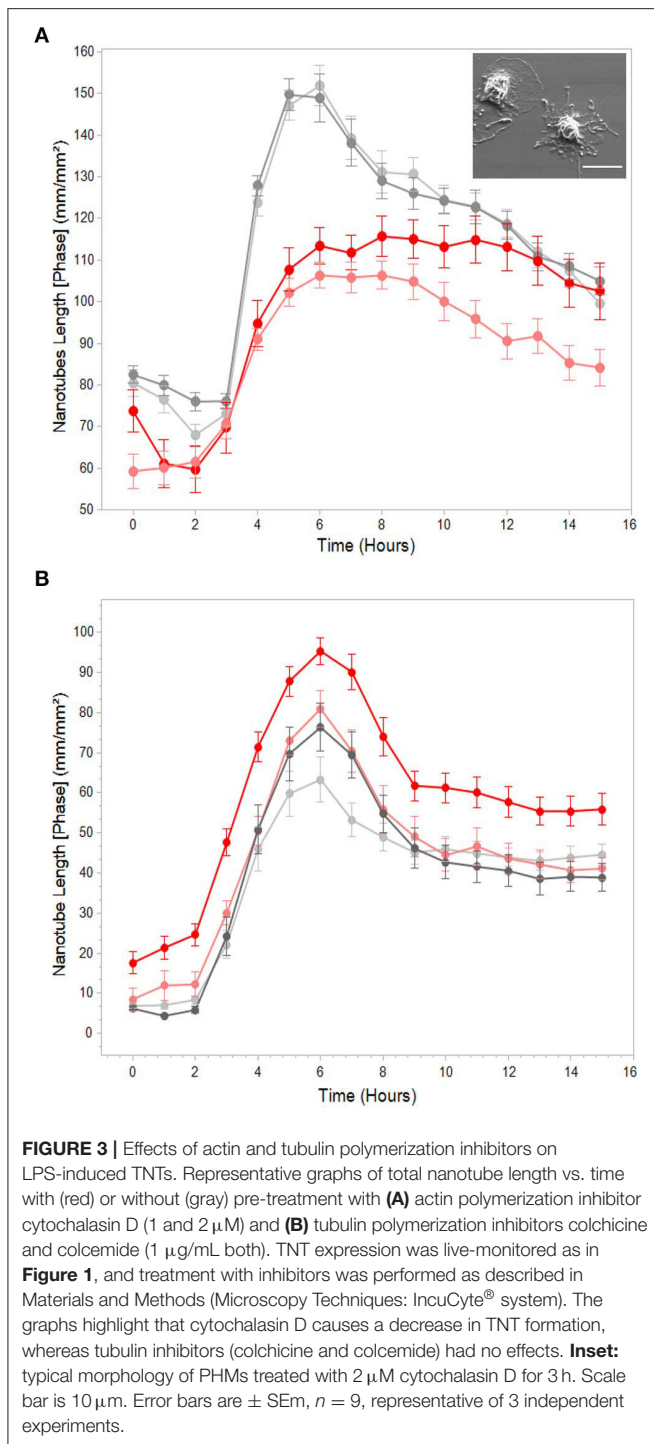 A
160
150
140
130
120
110
100
90
80
70
60
50
Nanotubes Length [Phase] (mm/mm²)
0 2 4 6 8 10 12 14 16
Time (Hours)
B
100
90
80
70
60
50
40
30
20
10
0
Nanotube Length [Phase] (mm/mm²)
0 2 4 6 8 10 12 14 16
Time (Hours)
FIGURE 3 | Effects of actin and tubulin polymerization inhibitors on
LPS-induced TNTs. Representative graphs of total nanotube length vs. time
with (red) or without (gray) pre-treatment with (A) actin polymerization inhibitor
cytochalasin D (1 and 2 μM) and (B) tubulin polymerization inhibitors colchicine
and colcemide (1 μg/mL both). TNT expression was live-monitored as in
Figure 1, and treatment with inhibitors was performed as described in
Materials and Methods (Microscopy Techniques: IncuCyte® system). The
graphs highlight that cytochalasin D causes a decrease in TNT formation,
whereas tubulin inhibitors (colchicine and colcemide) had no effects. Inset:
typical morphology of PHMs treated with 2 μM cytochalasin D for 3 h. Scale
bar is 10 μm. Error bars are ± SEm, n = 9, representative of 3 independent
experiments.